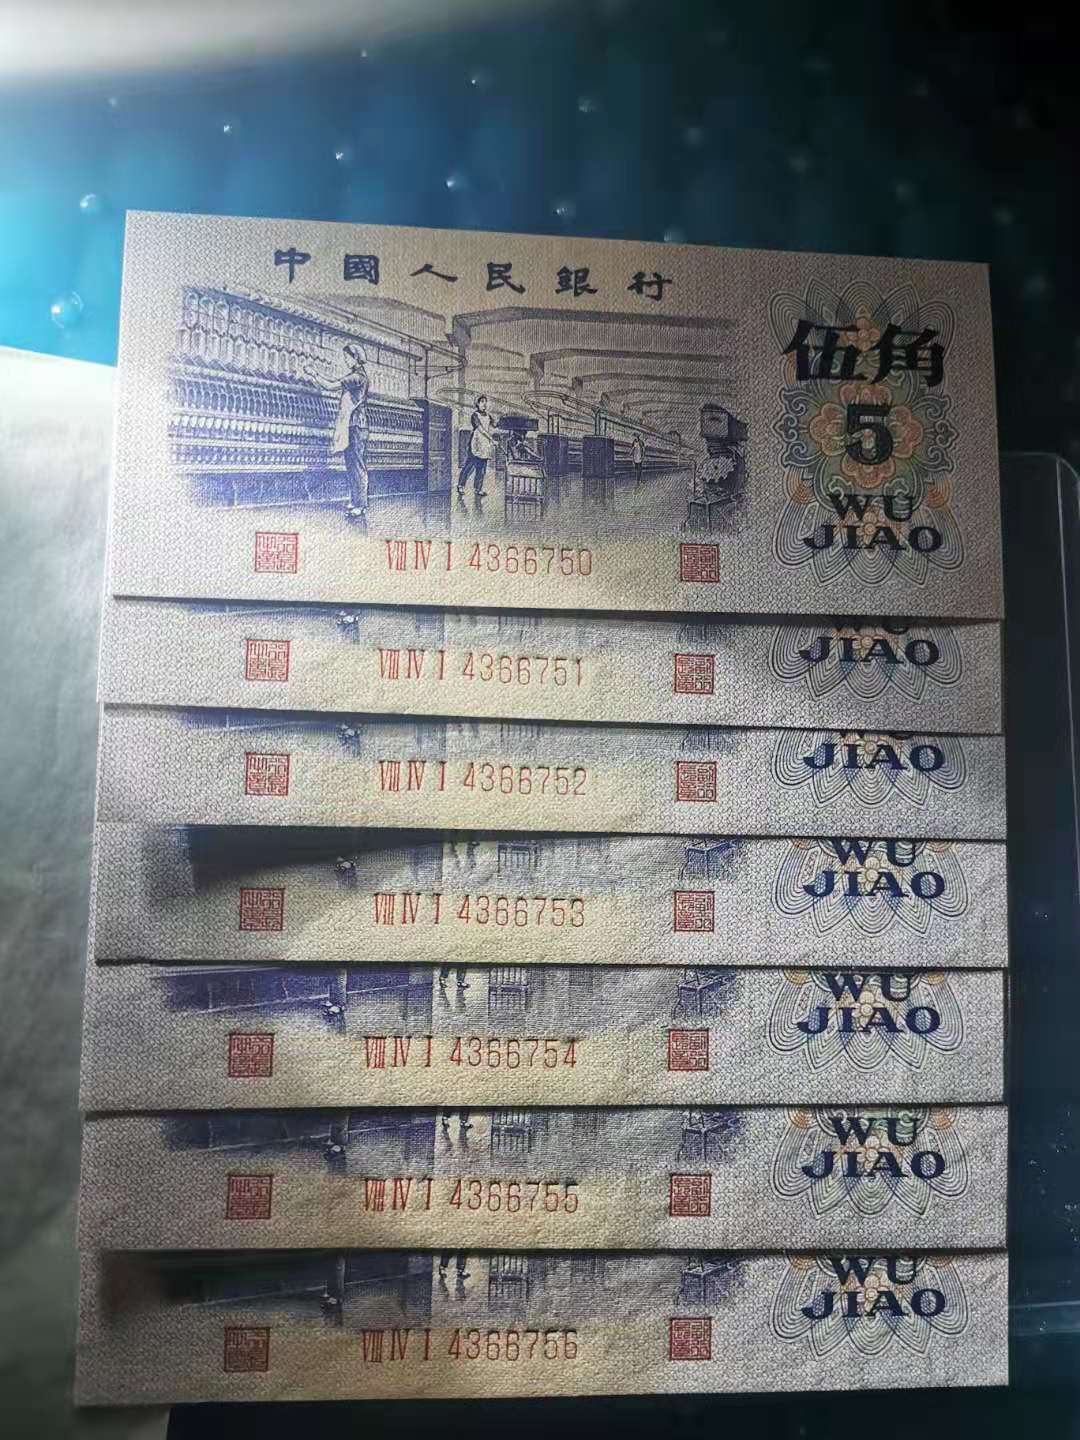 中國人民銀行
伍角
5
WU
JIAO
VIII IV I 4366750
JIAO
VIII IV I 4366751
JIAO
VIII IV I 4366752
WU
JIAO
VIII IV I 4366753
WU
JIAO
VIII IV I 4366754
WU
JIAO
VIII IV I 4366755
WU
JIAO
VIII IV I 4366756